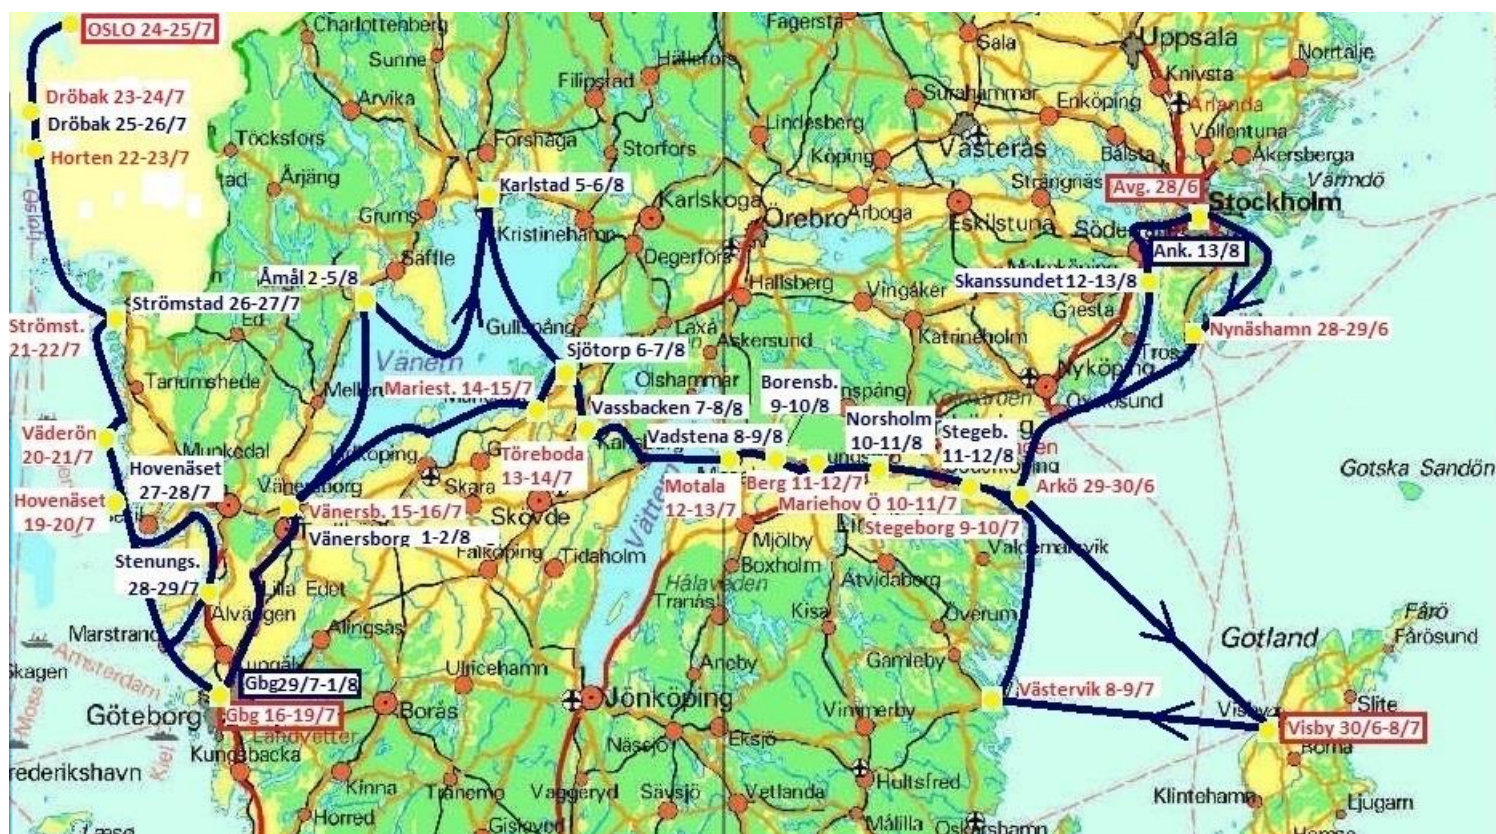 OSLO 24-25/7
Charlottenberg
Sunne
Hällefors
Filipstad
Fagersta
Sala
Uppsala
Norrtälje
Knivsta
Dröbak 23-24/7
Dröbak 25-26/7
Horten 22-23/7
Arvika
Töcksfors
Årjäng
Forshaga
Storfors
Lindesberg
Surahammar
Enköping
Arlanda
Vallentuna
Åkersberga
Västerås
Köping
Bålsta
Värmdö
Karlstad 5-6/8
Grums
Karlskoga
Kristinehamn
Örebro
Arboga
Eskilstuna
Strängnäs
Avg. 28/6
Stockholm
Ank. 13/8
Säffle
Degerfors
Hallsberg
Vingåker
Katrineholm
Skanssundet 12-13/8
Gnesta
Nynäshamn 28-29/6
Åmål 2-5/8
Strömstad 26-27/7
Strömst.
21-22/7
Ed
Gullspång
Laxå
Askersund
Vänern
Sjötorp 6-7/8
Olshammar
Mariest. 14-15/7
Nyköping
Oxelösund
Kolmården
Tanumshede
Vassbacken 7-8/8
Borensb.
9-10/8
Norsholm
10-11/8
Stegeb.
11-12/8
Väderön
20-21/7
Munkedal
Vadstena 8-9/8
Hovenäset
27-28/7
Hovenäset
19-20/7
Töreboda
13-14/7
Motala
12-13/7
Berg 11-12/7
Mariehov Ö 10-11/7
Stegeborg 9-10/7
Arkö 29-30/6
Gotska Sandön
Skara
Skövde
Vänersb. 15-16/7
Vänersborg 1-2/8
Falköping
Tidaholm
Vättern
Mjölby
Boxholm
Åtvidaberg
Valdemarsvik
Stenungs.
28-29/7
Lilla Edet
Älvängen
Alingsås
Hålaveden
Tranås
Kisa
Överum
Marstrand
Skagen
Amsterdam
Moss
Kiel
Gbg 29/7-1/8
Gbg 16-19/7
Göteborg
Landvetter
Ulricehamn
Borås
Jönköping
Aneby
Gamleby
Vimmerby
Västervik 8-9/7
Gotland
Fårö
Fårösund
Slite
Visby
Visby 30/6-8/7
Roma
Kungsbacka
Kinna
Tranemo
Vaggeryd
Nässjö
Eksjö
Sävsjö
Vetlanda
Hultsfred
Målilla
Oskarshamn
Klintehamn
Ljugarn
Horred
Gislaved
Læsø